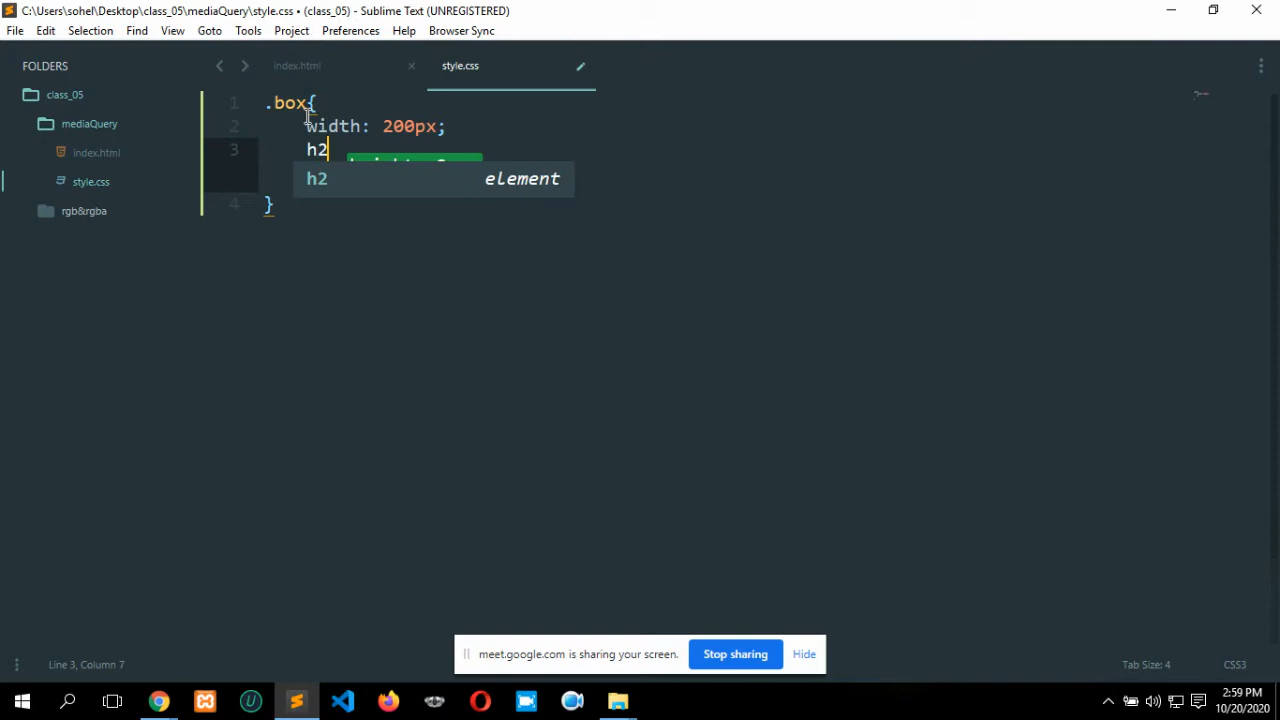 C:\Users\sohel\Desktop\class_05\mediaQuery\style.css • (class_05) - Sublime Text (UNREGISTERED)
File Edit Selection Find View Goto Tools Project Preferences Help Browser Sync
FOLDERS
class_05
mediaQuery
index.html
style.css
rgb&rgba
index.html
style.css
1 .box{
2 width: 200px;
3 h2
h2 element
4 }
meet.google.com is sharing your screen. Stop sharing Hide
Line 3, Column 7
Tab Size: 4 CSS3
2:59 PM
10/20/2020